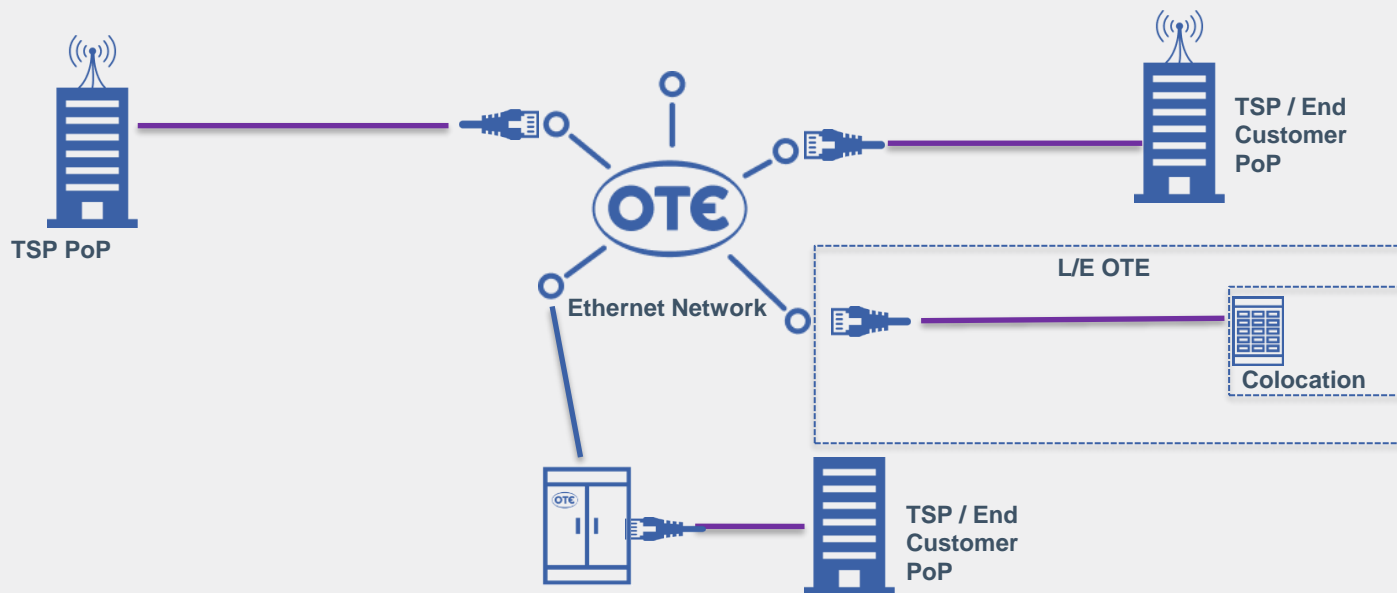 TSP / End
Customer
PoP
TSP PoP
OTE
L/E OTE
Ethernet Network
Colocation
OTE
TSP / End
Customer
PoP